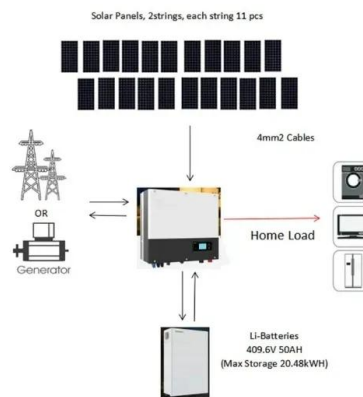 Solar Panels, 2strings, each string 11 pcs
4mm2 Cables
OR
Generator
Home Load
Li-Batteries
409.6V 50AH
(Max Storage 20.48kWH)